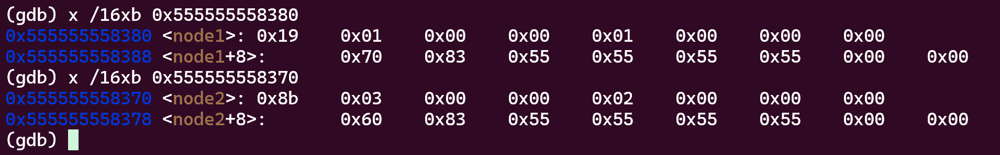 (gdb) x /16xb 0x555555558380
0x555555558380 <node1>: 0x19 0x01 0x00 0x00 0x01 0x00 0x00 0x00
0x555555558388 <node1+8>: 0x70 0x83 0x55 0x55 0x55 0x55 0x00 0x00
(gdb) x /16xb 0x555555558370
0x555555558370 <node2>: 0x8b 0x03 0x00 0x00 0x02 0x00 0x00 0x00
0x555555558378 <node2+8>: 0x60 0x83 0x55 0x55 0x55 0x55 0x00 0x00
(gdb)